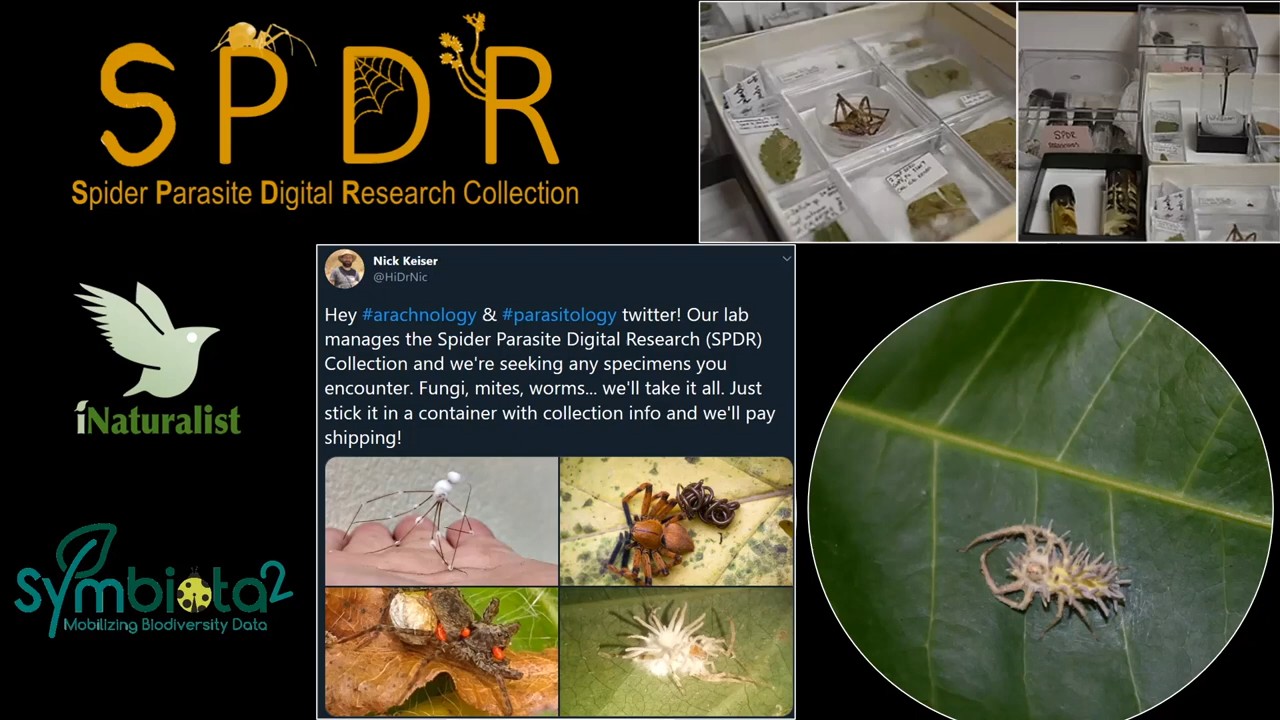 SPDR
Spider Parasite Digital Research Collection
SPDR
Nick Keiser
@HiDrNic
Hey #arachnology & #parasitology twitter! Our lab
manages the Spider Parasite Digital Research (SPDR)
Collection and we're seeking any specimens you
encounter. Fungi, mites, worms... we'll take it all. Just
stick it in a container with collection info and we'll pay
shipping!
iNaturalist
Symbiota2
Mobilizing Biodiversity Data